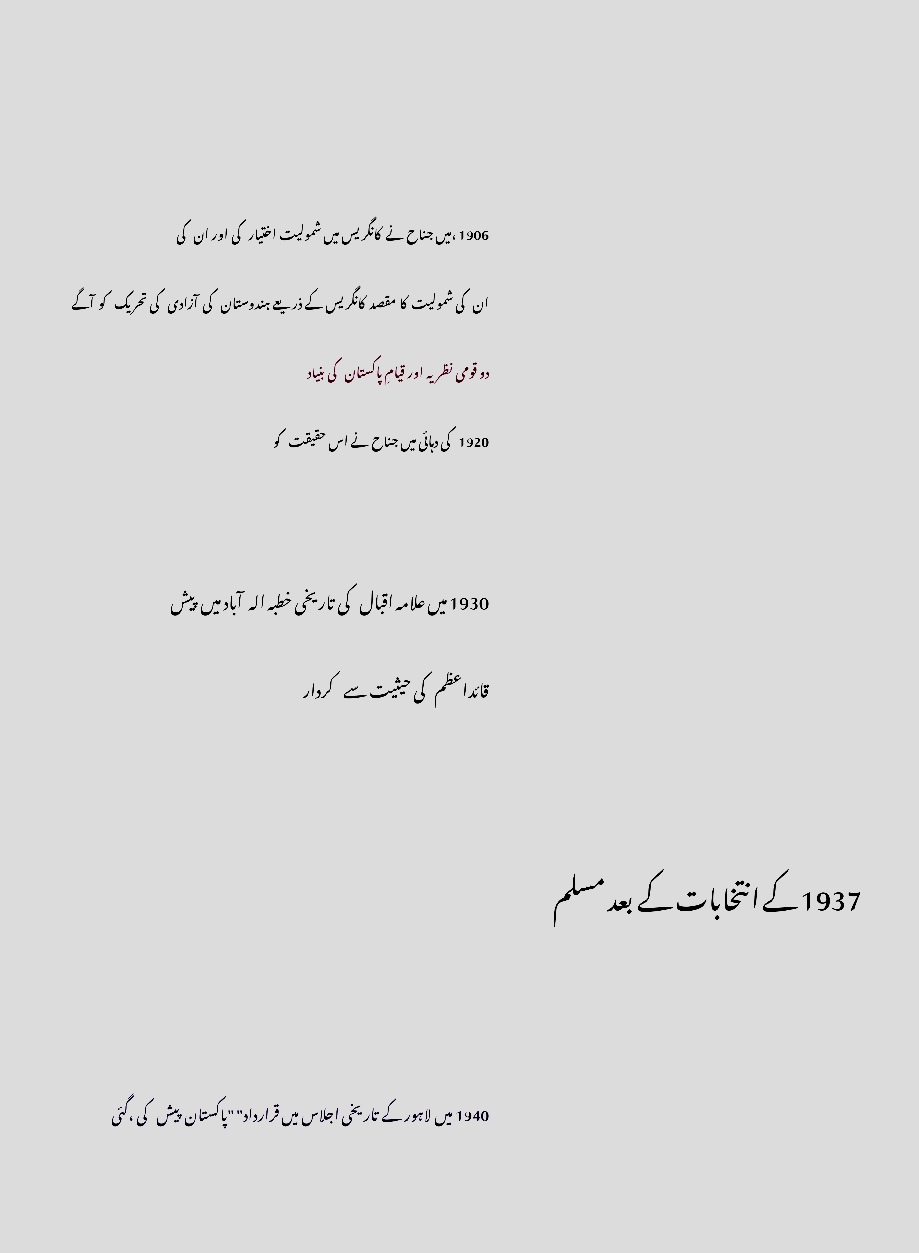 1906 ،میں جناح نے کانگریس میں شمولیت اختیار کی اور ان کی
ان کی شمولیت کا مقصد کانگریس کے ذریعے ہندوستان کی آزادی کی تحریک کو آگے
دو قومی نظریہ اور قیامِ پاکستان کی بنیاد
1920 کی دہائی میں جناح نے اس حقیقت کو
1930 میں علامہ اقبال کی تاریخی خطبہ الہ آباد میں پیش
قائداعظم کی حیثیت سے کردار
1937 کے انتخابات کے بعد مسلم
1940 میں لاہور کے تاریخی اجلاس میں قرارداد" "پاکستان پیش کی ،گئی